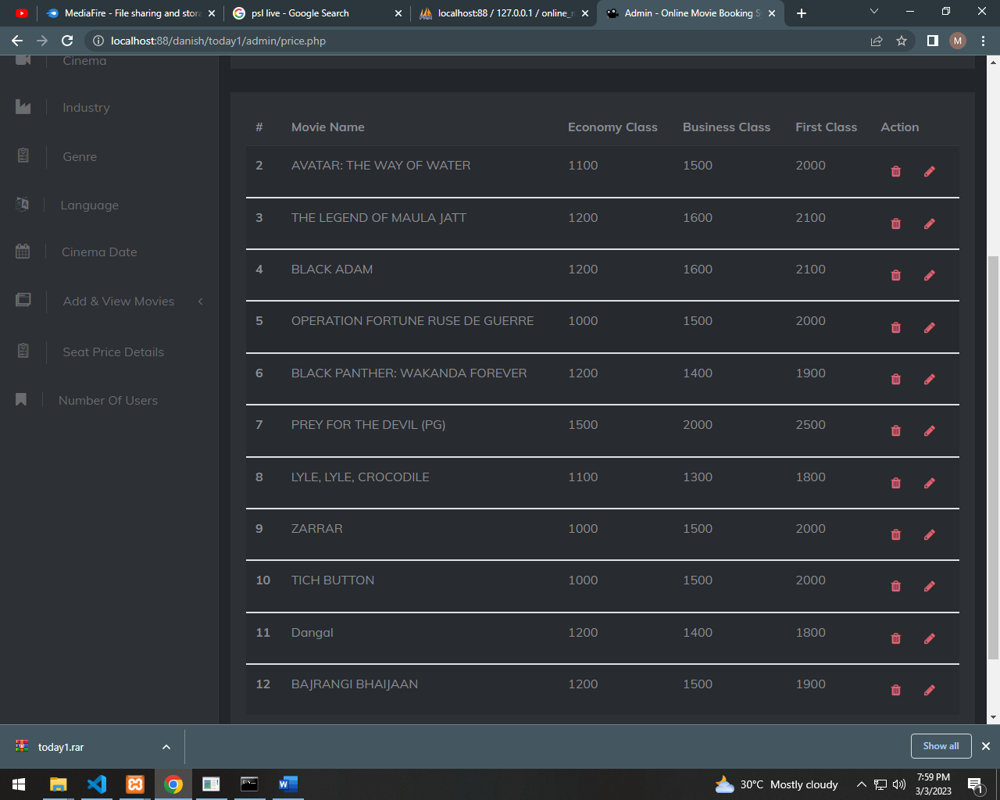 MediaFire - File sharing and stora
psl live - Google Search
localhost:88 / 127.0.0.1 / online_m
Admin - Online Movie Booking S
localhost:88/danish/today1/admin/price.php
M
Cinema
Industry
Genre
Language
Cinema Date
Add & View Movies
Seat Price Details
Number Of Users
# Movie Name Economy Class Business Class First Class Action
2 AVATAR: THE WAY OF WATER 1100 1500 2000
3 THE LEGEND OF MAULA JATT 1200 1600 2100
4 BLACK ADAM 1200 1600 2100
5 OPERATION FORTUNE RUSE DE GUERRE 1000 1500 2000
6 BLACK PANTHER: WAKANDA FOREVER 1200 1400 1900
7 PREY FOR THE DEVIL (PG) 1500 2000 2500
8 LYLE, LYLE, CROCODILE 1100 1300 1800
9 ZARRAR 1000 1500 2000
10 TICH BUTTON 1000 1500 2000
11 Dangal 1200 1400 1800
12 BAJRANGI BHAIJAAN 1200 1500 1900
today1.rar
Show all
30°C Mostly cloudy
7:59 PM
3/3/2023
1